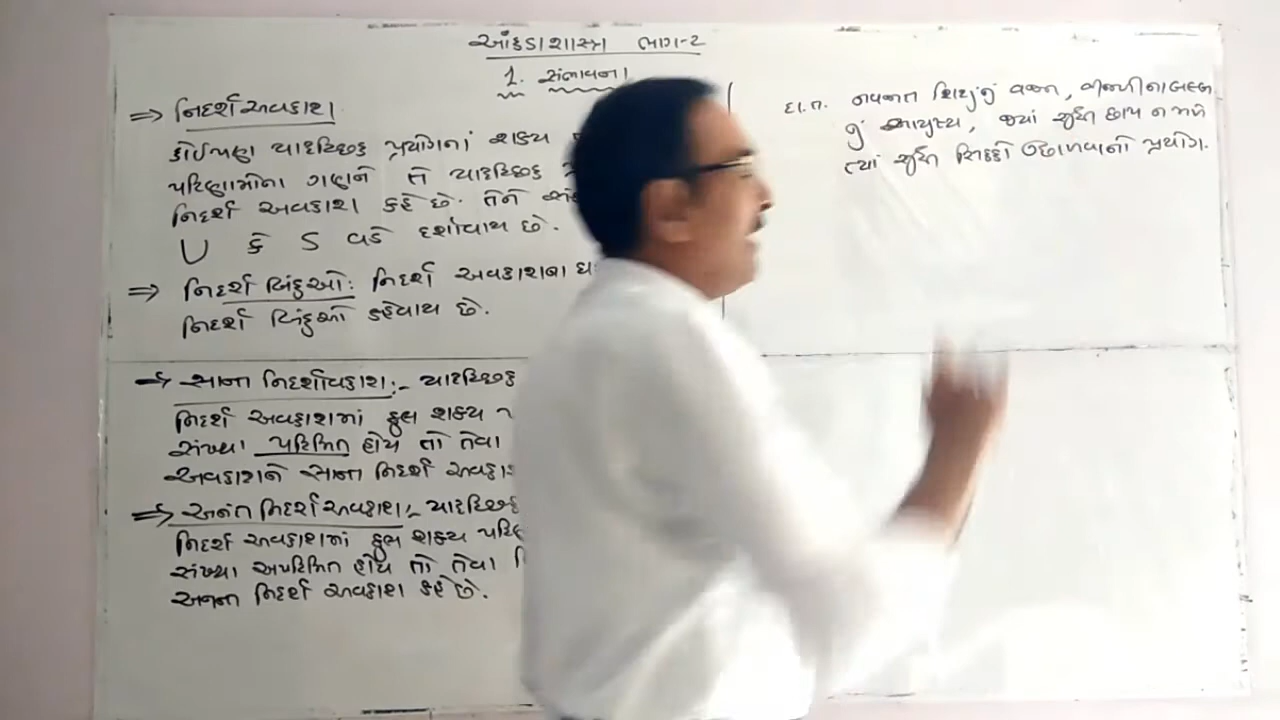 આંકડાશાસ્ત્ર ભાગ-2
1. સંભાવના
⇒ નિદર્શ અવકાશ
કોઈપણ યાદચ્છિક પ્રયોગનાં શક્ય
પરિણામોના ગણને તે યાદચ્છિક
નિદર્શ અવકાશ કહે છે. તેને
U કે S વડે દર્શાવાય છે.
⇒ નિદર્શ બિંદુઓ: નિદર્શ અવકાશના
નિદર્શ બિંદુઓ કહેવાય છે.
⇒ સાન્ત નિદર્શાવકાશ:- યાદચ્છિક
નિદર્શ અવકાશમાં કુલ શક્ય
સંખ્યા પરિમિત હોય તો તેવા
અવકાશને સાન્ત નિદર્શ
⇒ અનંત નિદર્શ અવકાશ:- યાદચ્છિક
નિદર્શ અવકાશમાં કુલ શક્ય
સંખ્યા અપરિમિત હોય તો તેવા
અનન્ત નિદર્શ અવકાશ કહે છે.
દા.ત. નવજાત શિશુનું વજન, વીજળીના બલ્બ
નું આયુષ્ય, જ્યાં સુધી છાપ ન મળે
ત્યાં સુધી સિક્કો ઉછાળવાનો પ્રયોગ.